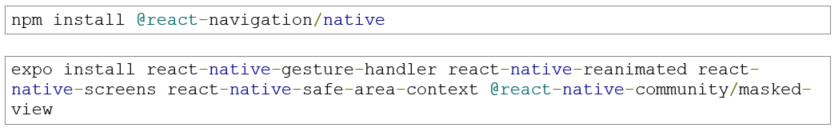 npm install @react-navigation/native
expo install react-native-gesture-handler react-native-reanimated react-
native-screens react-native-safe-area-context @react-native-community/masked-
view